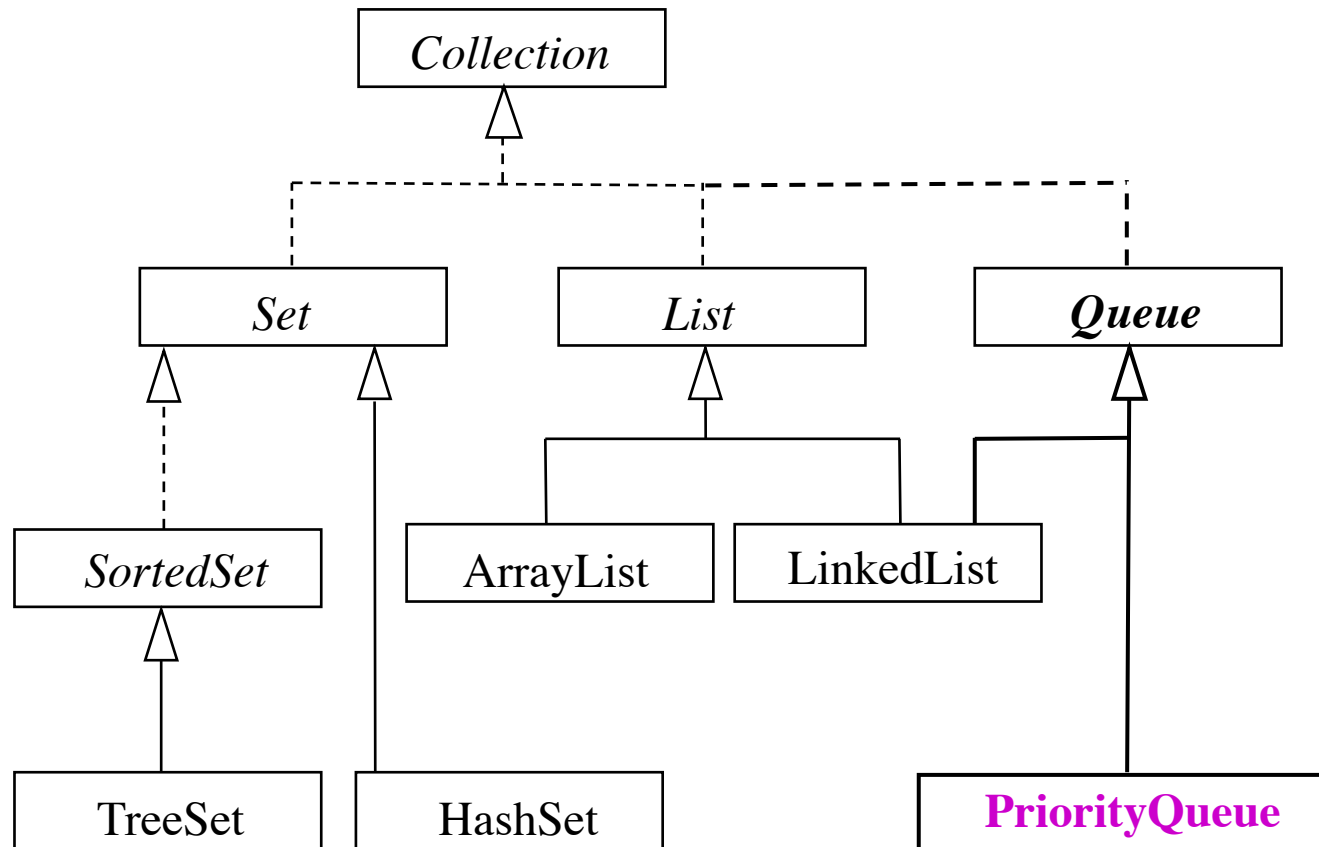 Collection
Set
List
Queue
SortedSet
ArrayList
LinkedList
TreeSet
HashSet
PriorityQueue